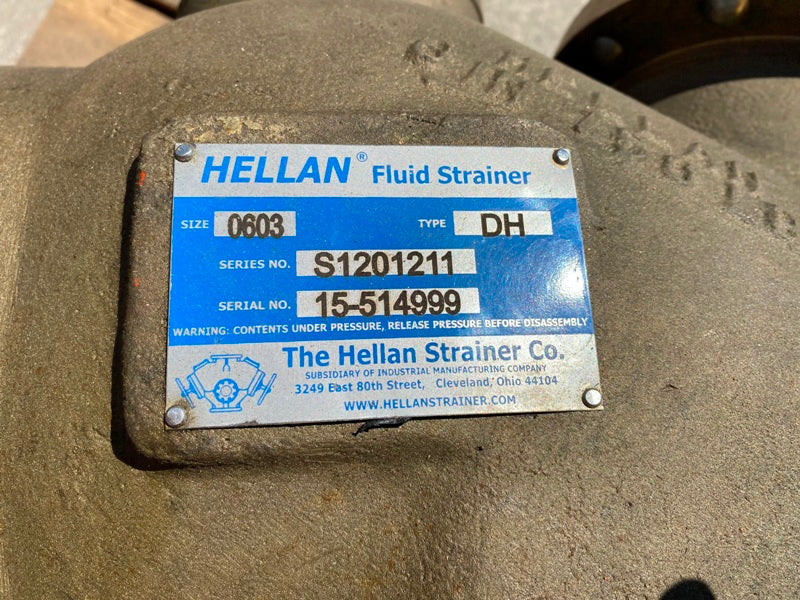 HELLAN® Fluid Strainer
SIZE 0603 TYPE DH
SERIES NO. S1201211
SERIAL NO. 15-514999
WARNING: CONTENTS UNDER PRESSURE, RELEASE PRESSURE BEFORE DISASSEMBLY
The Hellan Strainer Co.
SUBSIDIARY OF INDUSTRIAL MANUFACTURING COMPANY
3249 East 80th Street, Cleveland, Ohio 44104
WWW.HELLANSTRAINER.COM